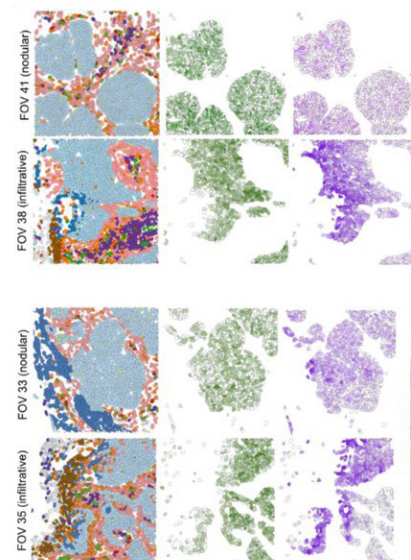 FOV 41 (nodular)
FOV 38 (infiltrative)
FOV 33 (nodular)
FOV 35 (infiltrative)